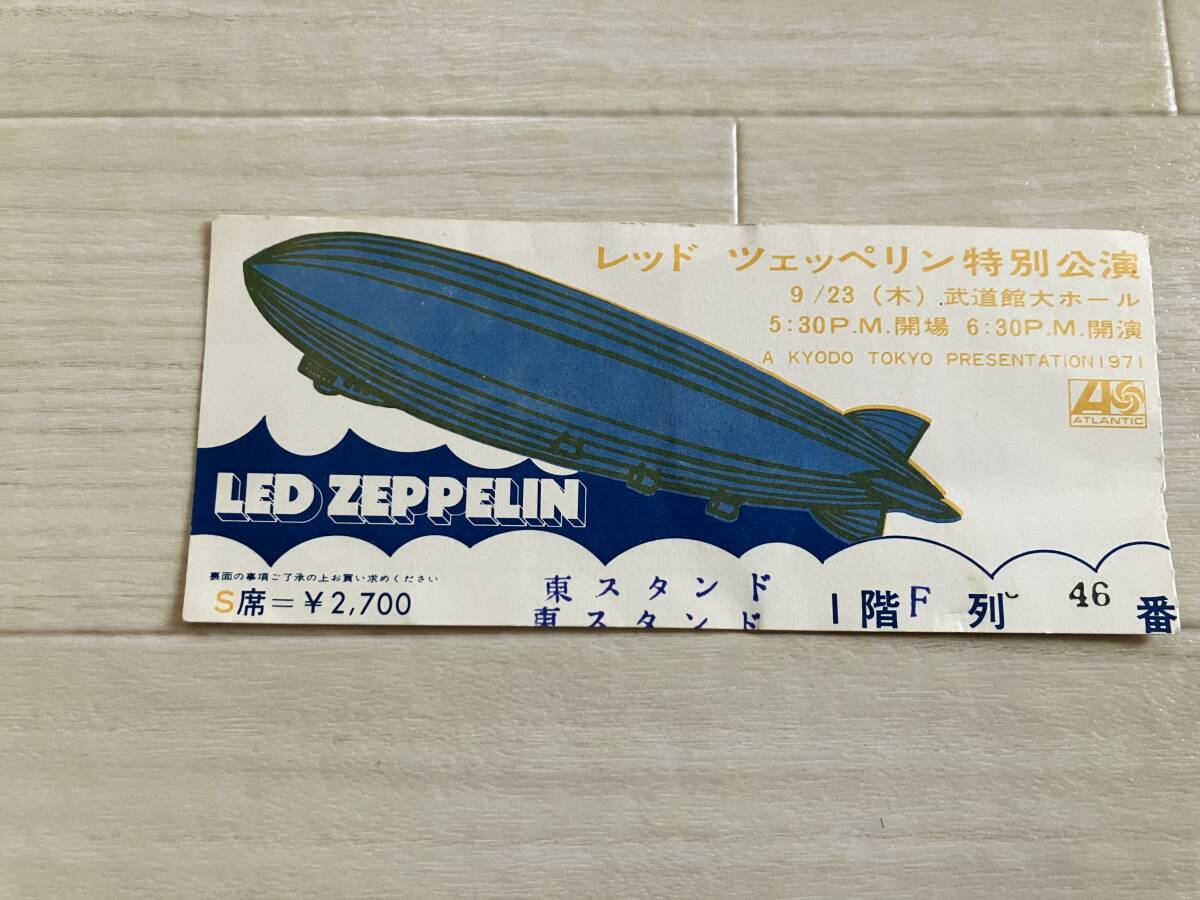 レッド ツェッペリン特別公演
9/23(木).武道館大ホール
5:30P.M.開場 6:30P.M.開演
A KYODO TOKYO PRESENTATION 1971
ATLANTIC
LED ZEPPELIN
裏面の事項ご了承の上お買い求めください
S席=¥2,700
東スタンド
東スタンド
1階F列 46番